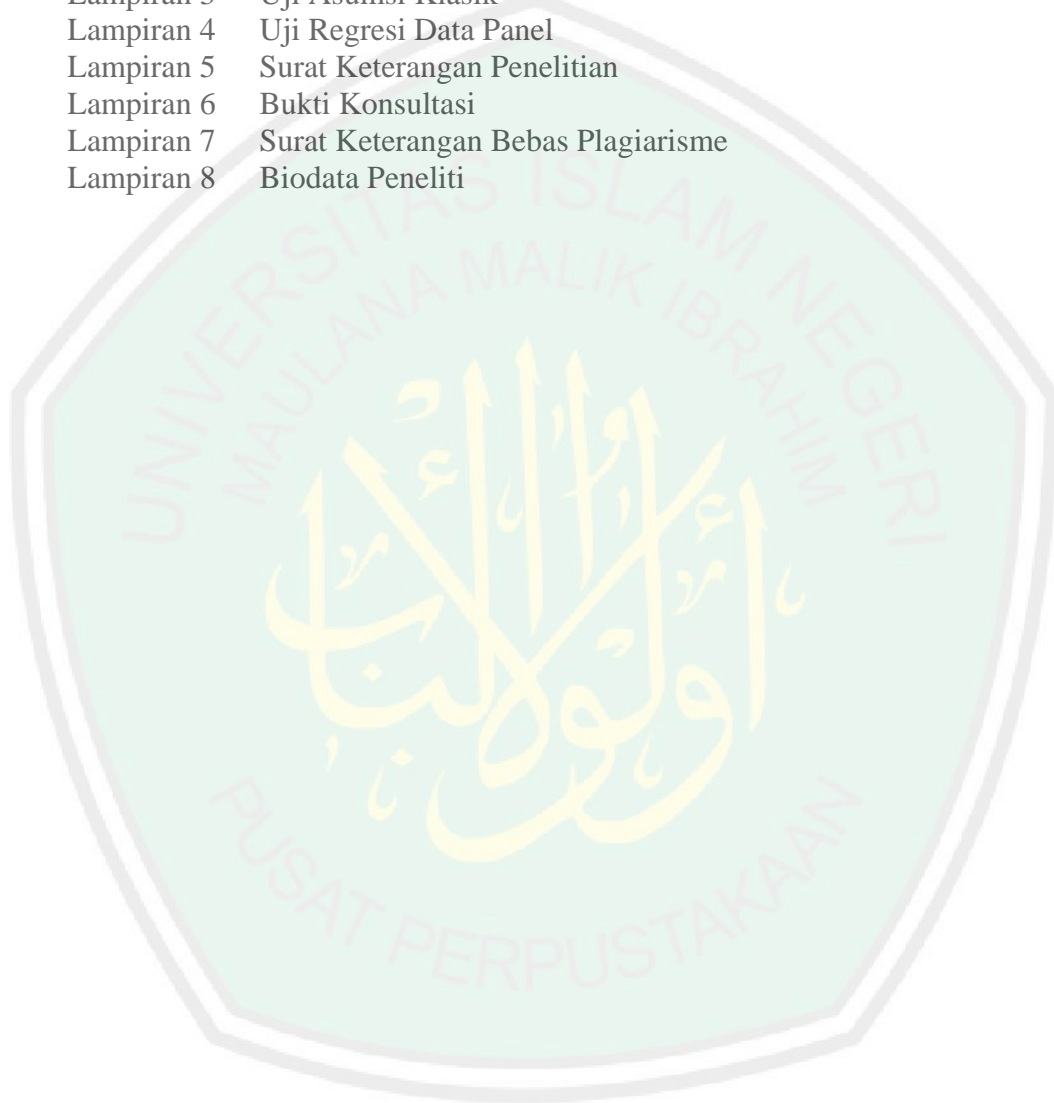 Lampiran 3 Uji Asumsi Klasik
Lampiran 4 Uji Regresi Data Panel
Lampiran 5 Surat Keterangan Penelitian
Lampiran 6 Bukti Konsultasi
Lampiran 7 Surat Keterangan Bebas Plagiarisme
Lampiran 8 Biodata Peneliti
UNIVERSITAS ISLAM NEGERI
MAULANA MALIK IBRAHIM
أولوا الألباب
PUSAT PERPUSTAKAAN